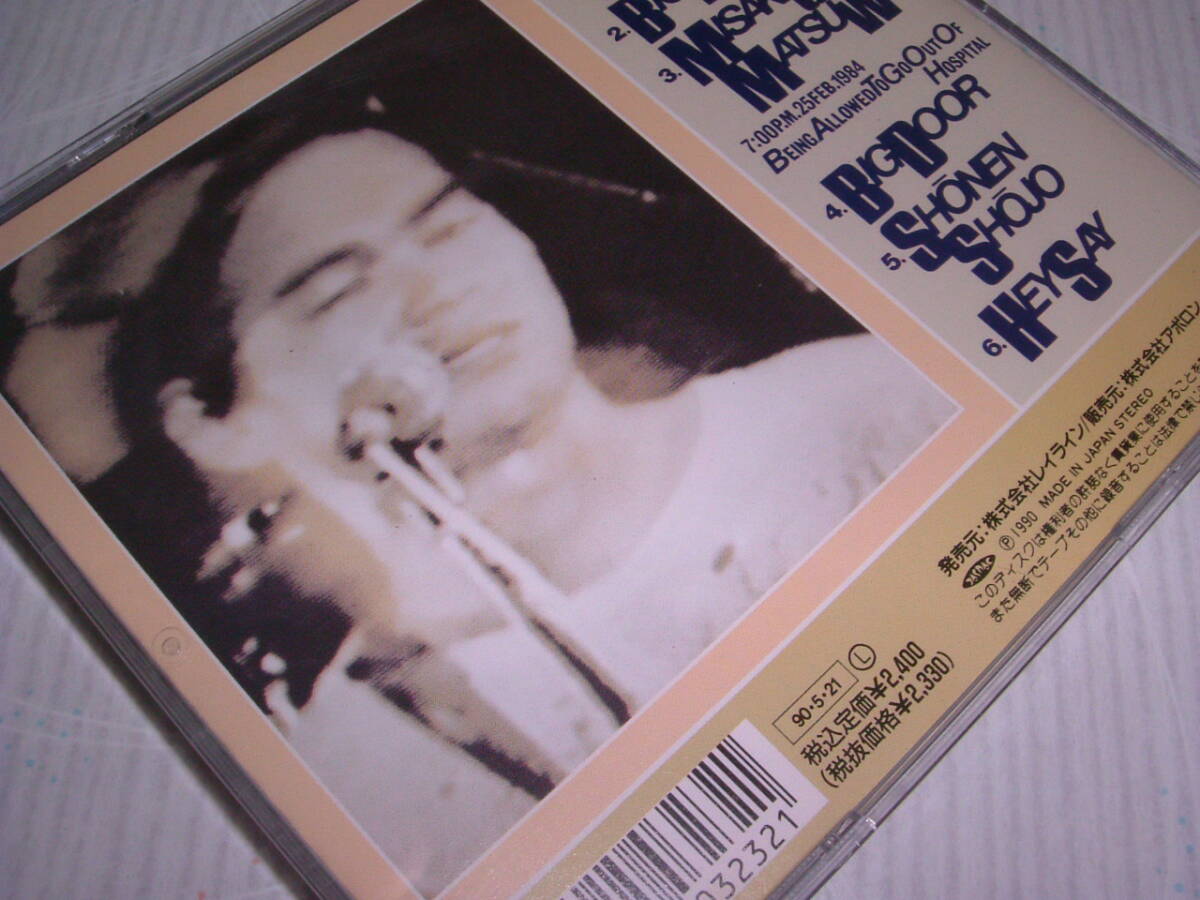 2.
3. MISAKI
MATSU
7:00P.M.25FEB.1984
BEING ALLOWED TO GO OUT OF
HOSPITAL
4. BIG DOOR
5. SHŌNEN
SHŌJO
6. HEY SAY
発売元:株式会社レイライン/販売元:株式会社アポロン
Ⓟ1990 MADE IN JAPAN STEREO
このディスクは権利者の許諾なく賃貸業に使用することを
また無断でテープその他に録音することは法律で禁じ
90・5・21 Ⓛ
税込定価¥2,400
(税抜価格¥2,330)
032321